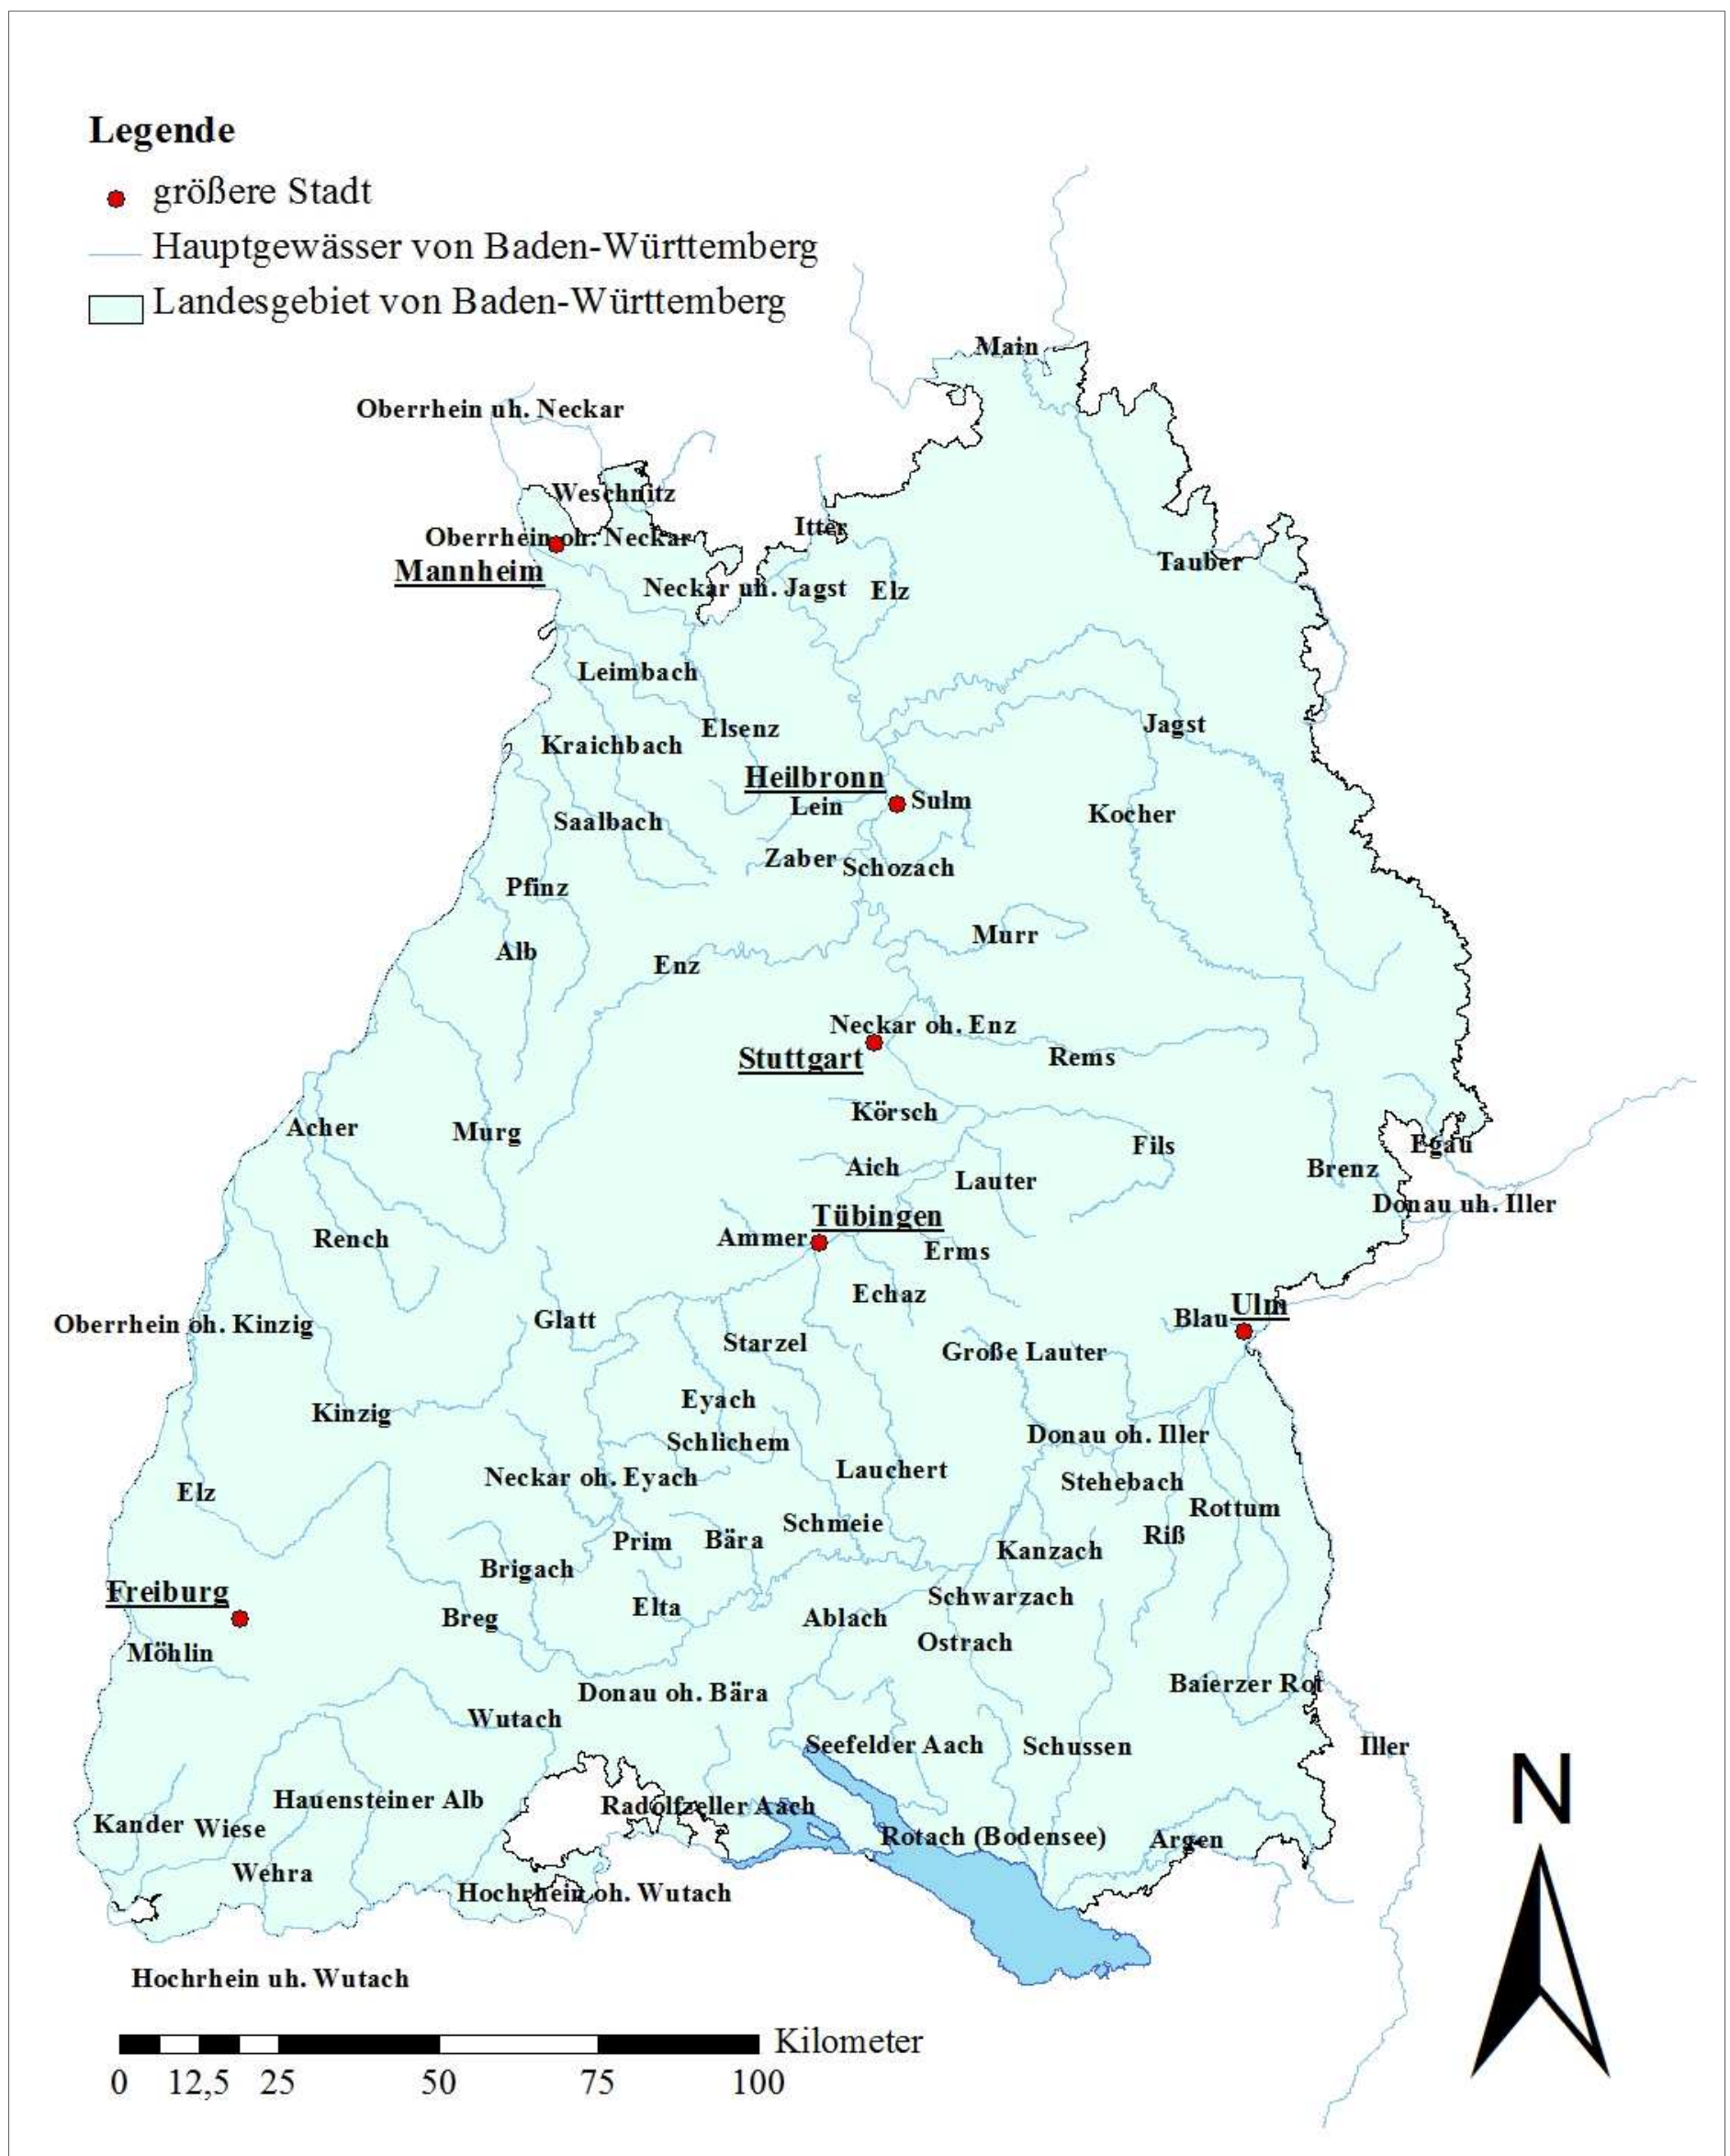 Legende
größere Stadt
Hauptgewässer von Baden-Württemberg
Landesgebiet von Baden-Württemberg
Main
Oberrhein uh. Neckar
Weschnitz
Itter
Oberrhein oh. Neckar
Tauber
Mannheim
Neckar uh. Jagst
Elz
Leimbach
Jagst
Elsenz
Kraichbach
Heilbronn
Lein
Sulm
Kocher
Saalbach
Zaber
Schozach
Pfinz
Murr
Alb
Enz
Neckar oh. Enz
Stuttgart
Rems
Körsch
Acher
Murg
Fils
Egau
Aich
Brenz
Lauter
Donau uh. Iller
Tübingen
Ammer
Rench
Erms
Echaz
Ulm
Blau
Glatt
Oberrhein oh. Kinzig
Starzel
Große Lauter
Eyach
Kinzig
Donau oh. Iller
Schlichem
Lauchert
Neckar oh. Eyach
Stehebach
Elz
Rottum
Schmeie
Riß
Prim
Bära
Kanzach
Brigach
Freiburg
Schwarzach
Elta
Breg
Ablach
Ostrach
Möhlin
Baierzer Rot
Donau oh. Bära
Wutach
Seefelder Aach
Schussen
Iller
N
Hauensteiner Alb
Radolfzeller Aach
Kander
Wiese
Rotach (Bodensee)
Argen
Wehra
Hochrhein oh. Wutach
Hochrhein uh. Wutach
Kilometer
0 12,5 25 50 75 100